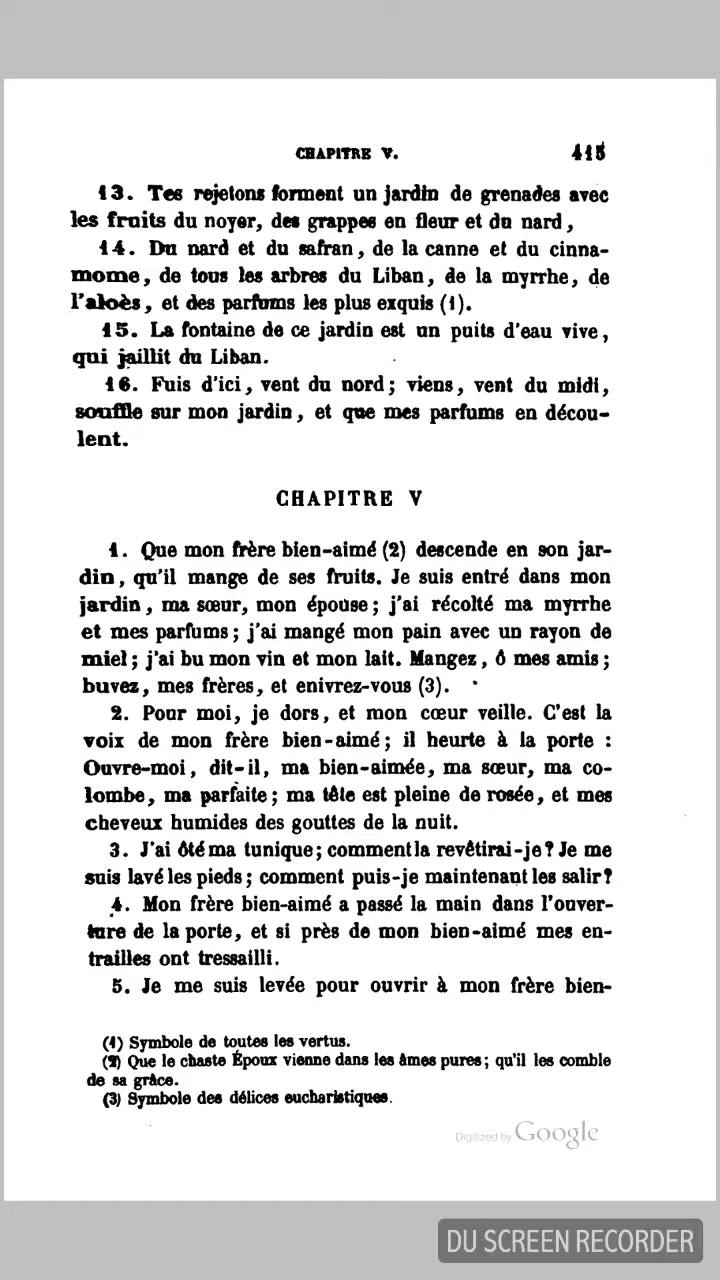 CHAPITRE V. 415
13. Tes rejetons forment un jardin de grenades avec
les fruits du noyer, des grappes en fleur et du nard,
14. Du nard et du safran, de la canne et du cinna-
mome, de tous les arbres du Liban, de la myrrhe, de
l'aloès, et des parfums les plus exquis (1).
15. La fontaine de ce jardin est un puits d'eau vive,
qui jaillit du Liban.
16. Fuis d'ici, vent du nord; viens, vent du midi,
souffle sur mon jardin, et que mes parfums en décou-
lent.
CHAPITRE V
1. Que mon frère bien-aimé (2) descende en son jar-
din, qu'il mange de ses fruits. Je suis entré dans mon
jardin, ma sœur, mon épouse; j'ai récolté ma myrrhe
et mes parfums; j'ai mangé mon pain avec un rayon de
miel; j'ai bu mon vin et mon lait. Mangez, ô mes amis;
buvez, mes frères, et enivrez-vous (3).
2. Pour moi, je dors, et mon cœur veille. C'est la
voix de mon frère bien-aimé; il heurte à la porte :
Ouvre-moi, dit-il, ma bien-aimée, ma sœur, ma co-
lombe, ma parfaite; ma tête est pleine de rosée, et mes
cheveux humides des gouttes de la nuit.
3. J'ai ôté ma tunique; comment la revêtirai-je? Je me
suis lavé les pieds; comment puis-je maintenant les salir?
4. Mon frère bien-aimé a passé la main dans l'ouver-
ture de la porte, et si près de mon bien-aimé mes en-
trailles ont tressailli.
5. Je me suis levée pour ouvrir à mon frère bien-
(1) Symbole de toutes les vertus.
(2) Que le chaste Époux vienne dans les âmes pures; qu'il les comble
de sa grâce.
(3) Symbole des délices eucharistiques.
Digitized by Google
DU SCREEN RECORDER